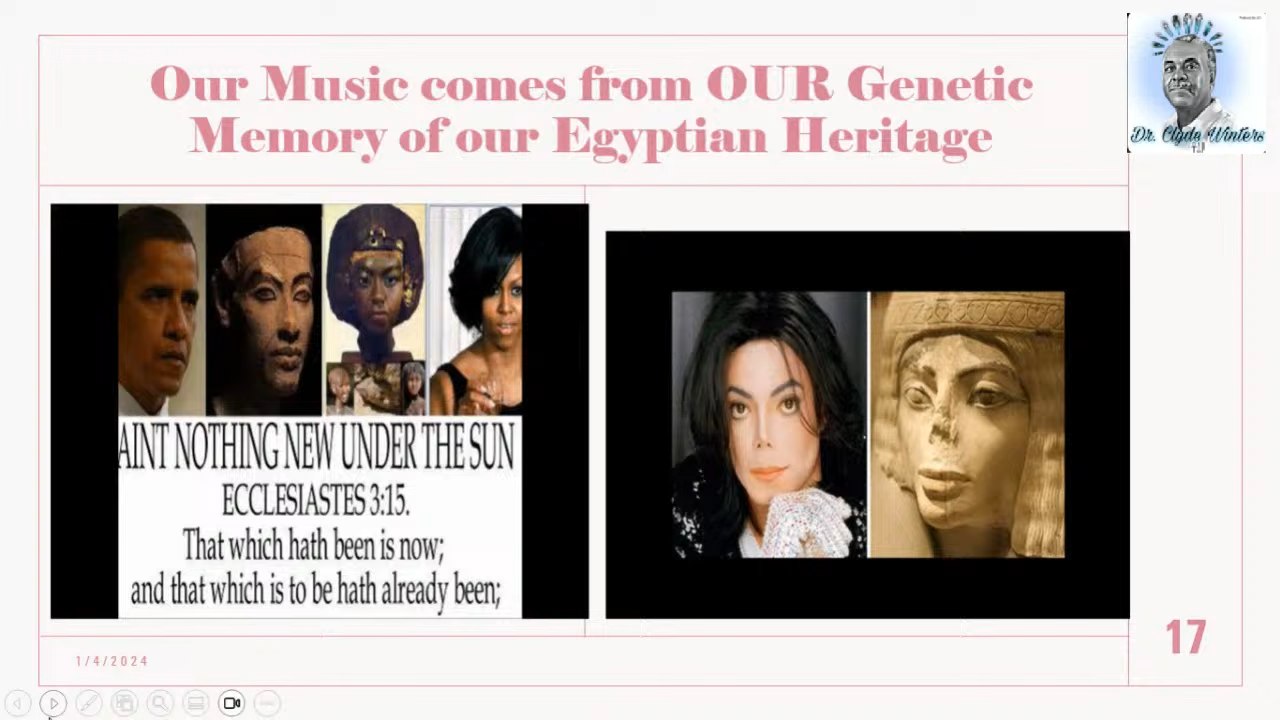 Our Music comes from OUR Genetic
Memory of our Egyptian Heritage
Dr. Clyde Winters
AINT NOTHING NEW UNDER THE SUN
ECCLESIASTES 3:15.
That which hath been is now;
and that which is to be hath already been;
1/4/2024
17